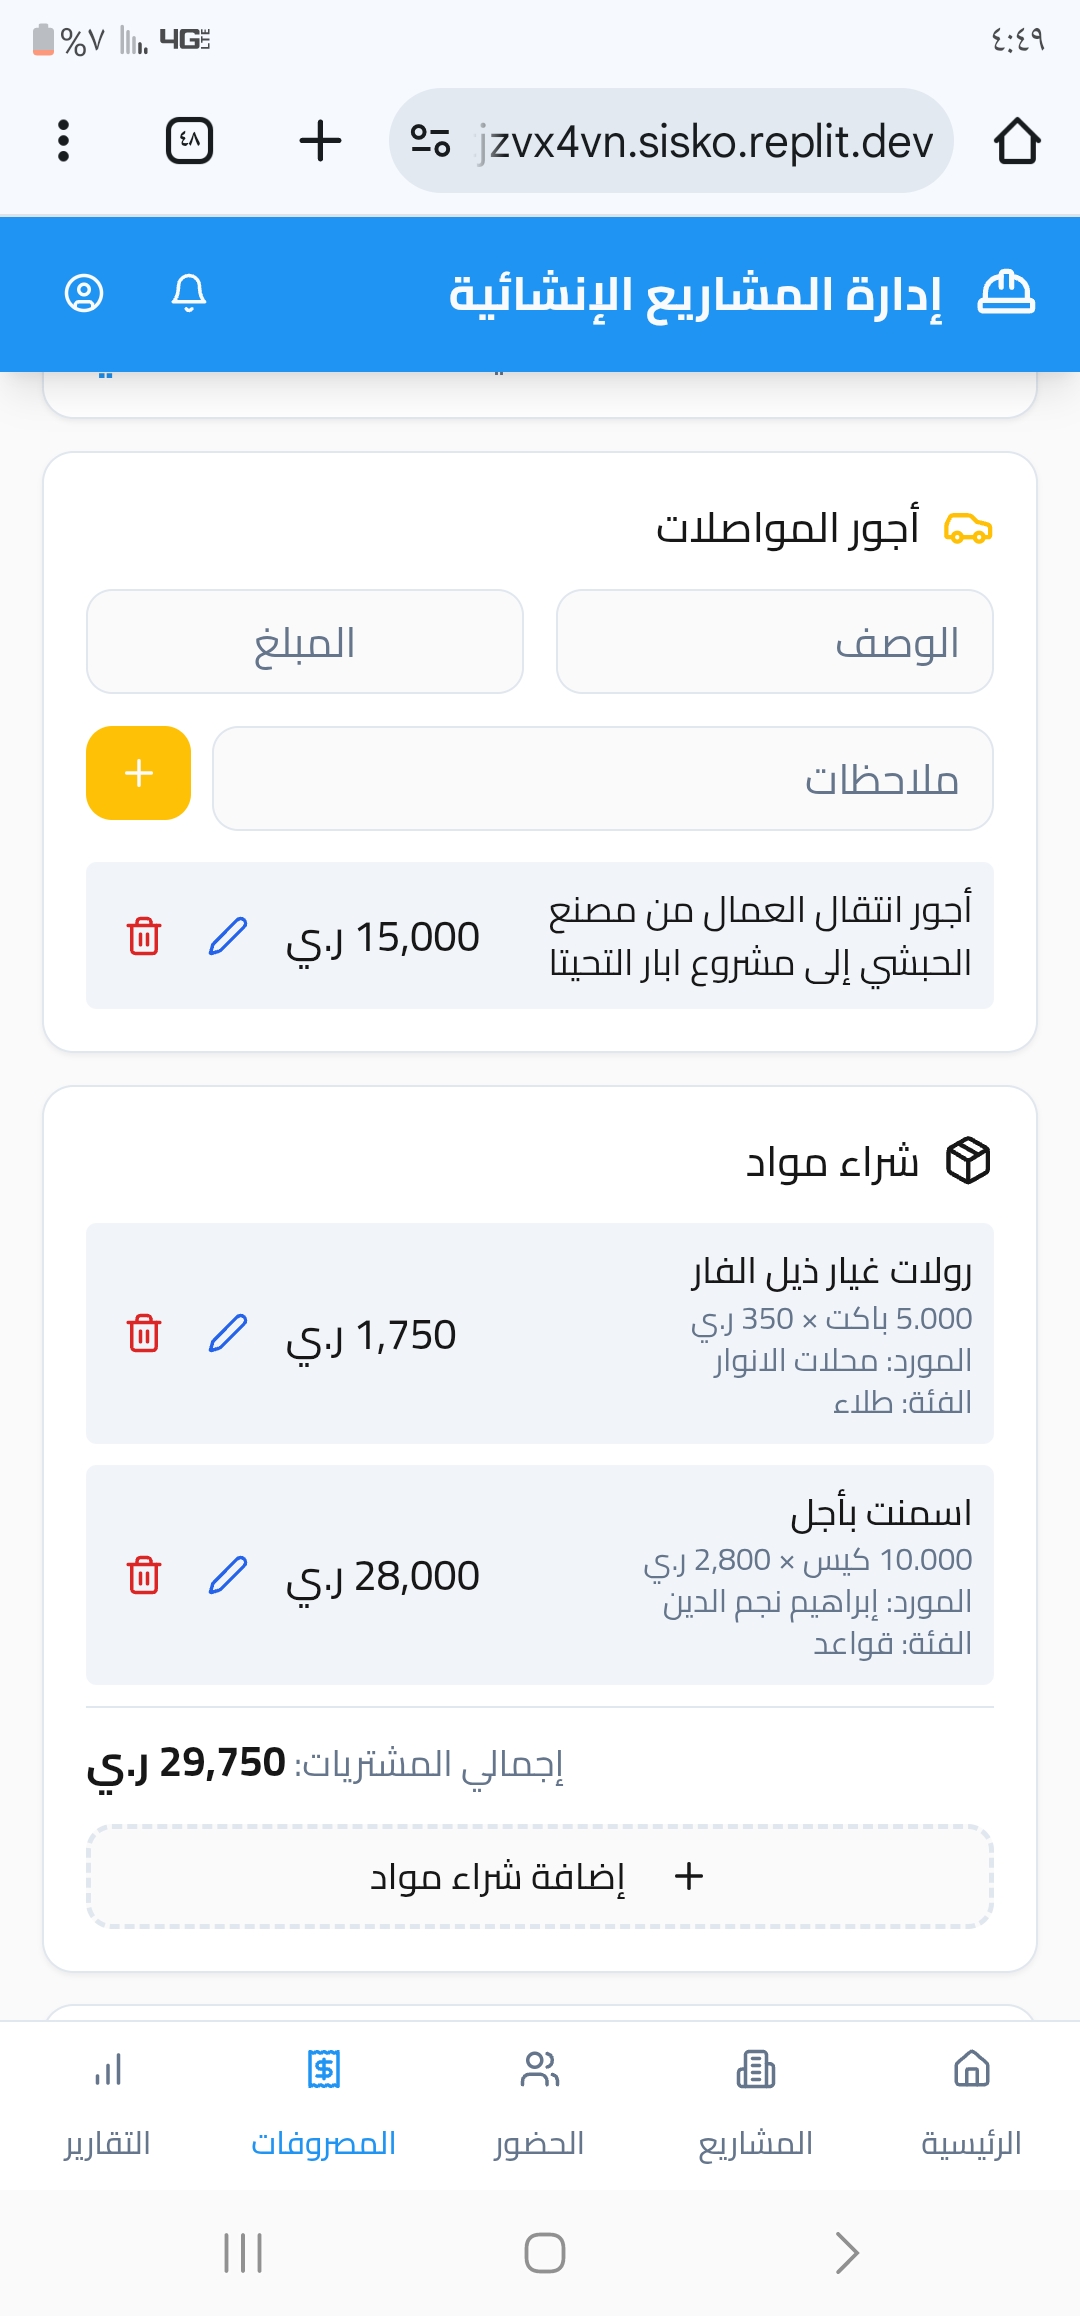 ٤:٤٩
4G LTE
%٧
jzvx4vn.sisko.replit.dev
٤٨
إدارة المشاريع الإنشائية
أجور المواصلات
الوصف
المبلغ
ملاحظات
أجور انتقال العمال من مصنع
الحبشي إلى مشروع ابار التحيتا
15,000 ر.ي
شراء مواد
رولات غيار ذيل الفار
5.000 باكت × 350 ر.ي
المورد: محلات الانوار
الفئة: طلاء
1,750 ر.ي
اسمنت بأجل
10.000 كيس × 2,800 ر.ي
المورد: إبراهيم نجم الدين
الفئة: قواعد
28,000 ر.ي
إجمالي المشتريات: 29,750 ر.ي
إضافة شراء مواد
الرئيسية
المشاريع
الحضور
المصروفات
التقارير